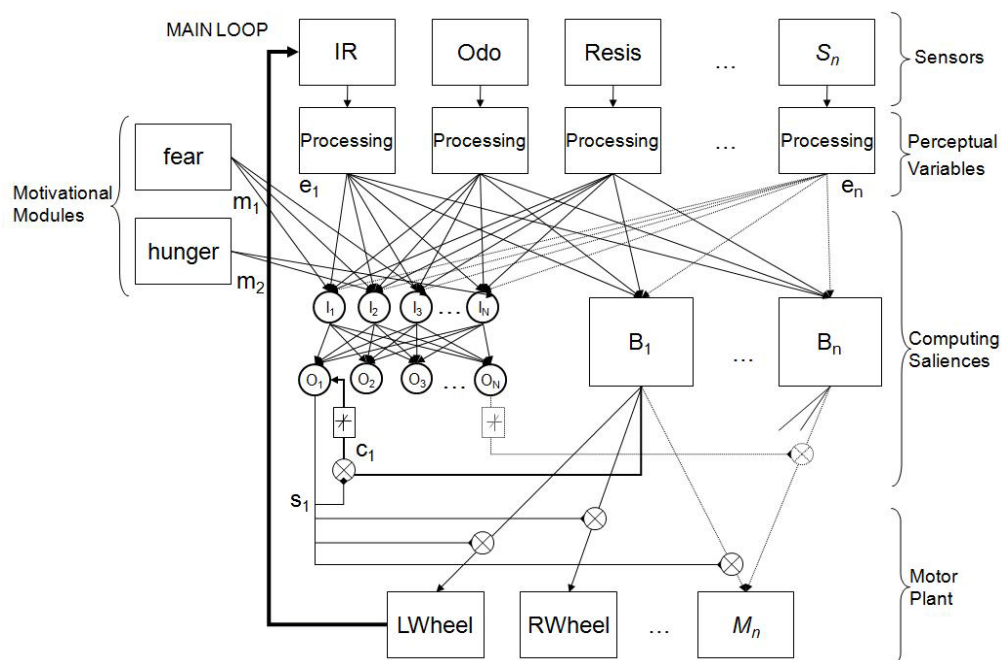 MAIN LOOP
IR
Odo
Resis
...
Sn
Sensors
Processing
Processing
Processing
...
Processing
Perceptual
Variables
e1
en
Motivational
Modules
fear
m1
hunger
m2
I1
I2
I3
...
IN
B1
...
Bn
Computing
Saliences
O1
O2
O3
...
ON
c1
s1
LWheel
RWheel
...
Mn
Motor
Plant